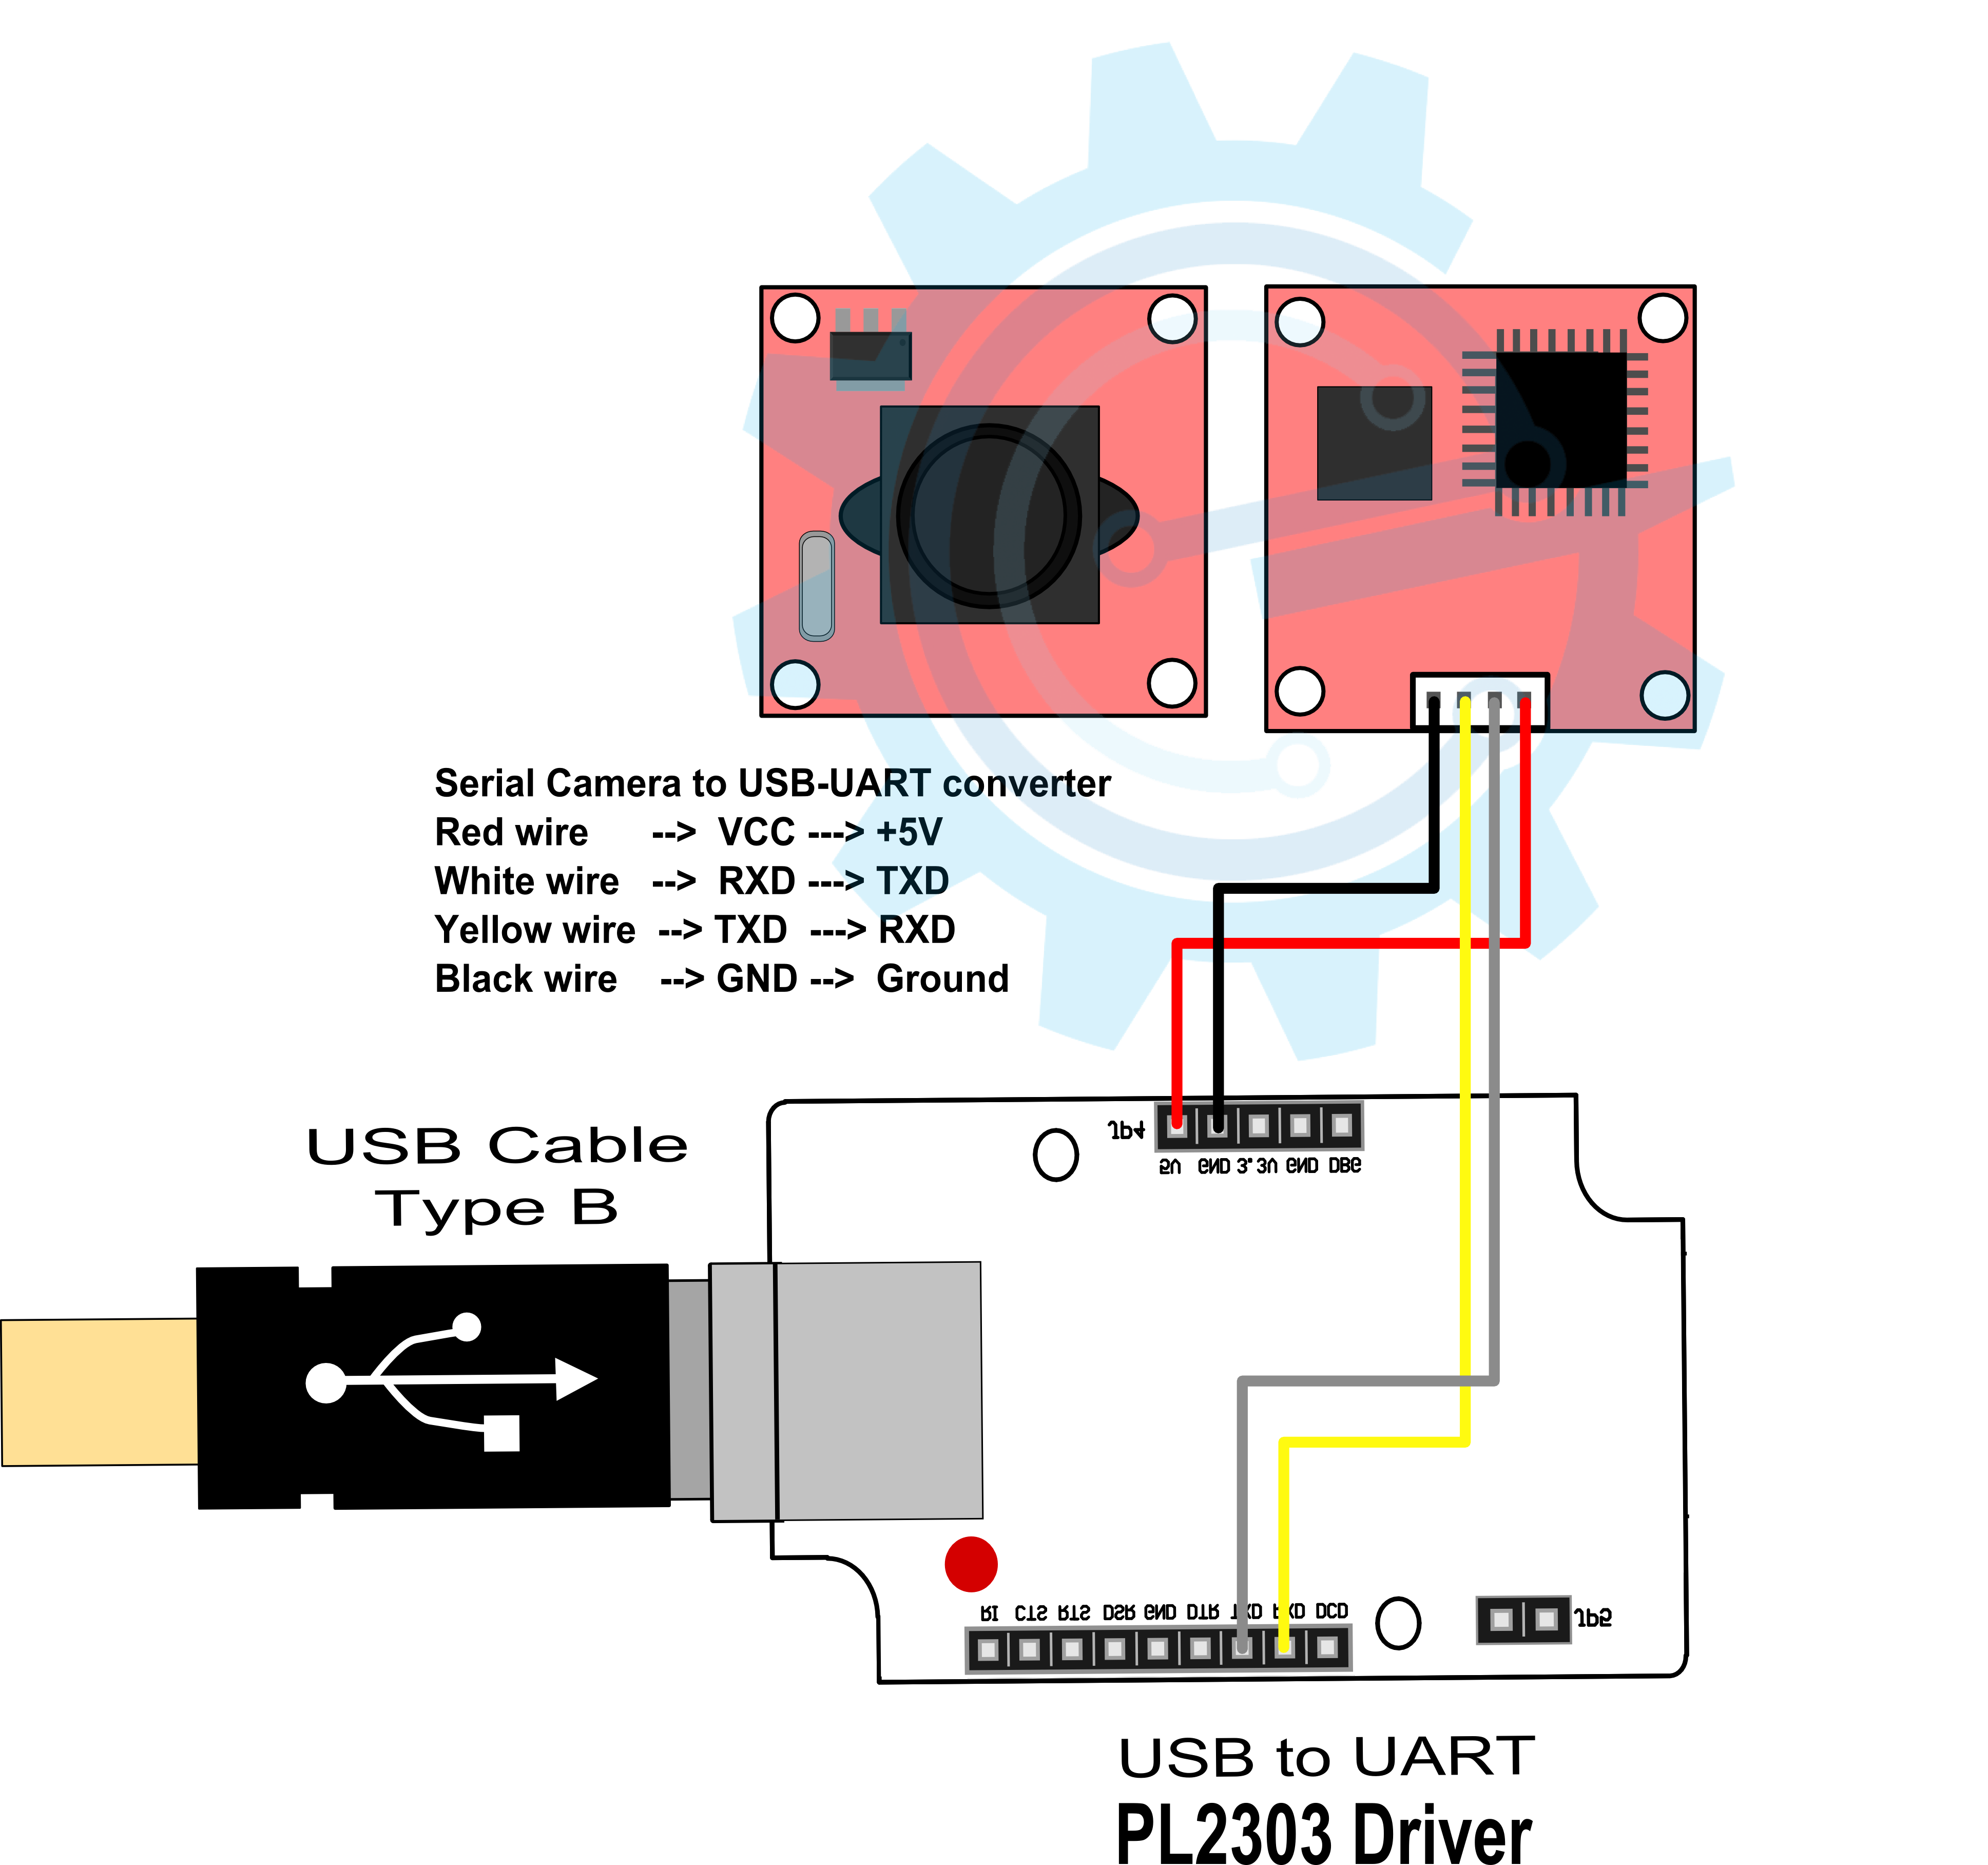 Serial Camera to USB-UART converter
Red wire --> VCC ---> +5V
White wire --> RXD ---> TXD
Yellow wire --> TXD ---> RXD
Black wire --> GND --> Ground
USB Cable
Type B
JP4
5V GND 3.3V GND DBG
RI CTS RTS DSR GND DTR TXD RXD DCD
JP5
USB to UART
PL2303 Driver